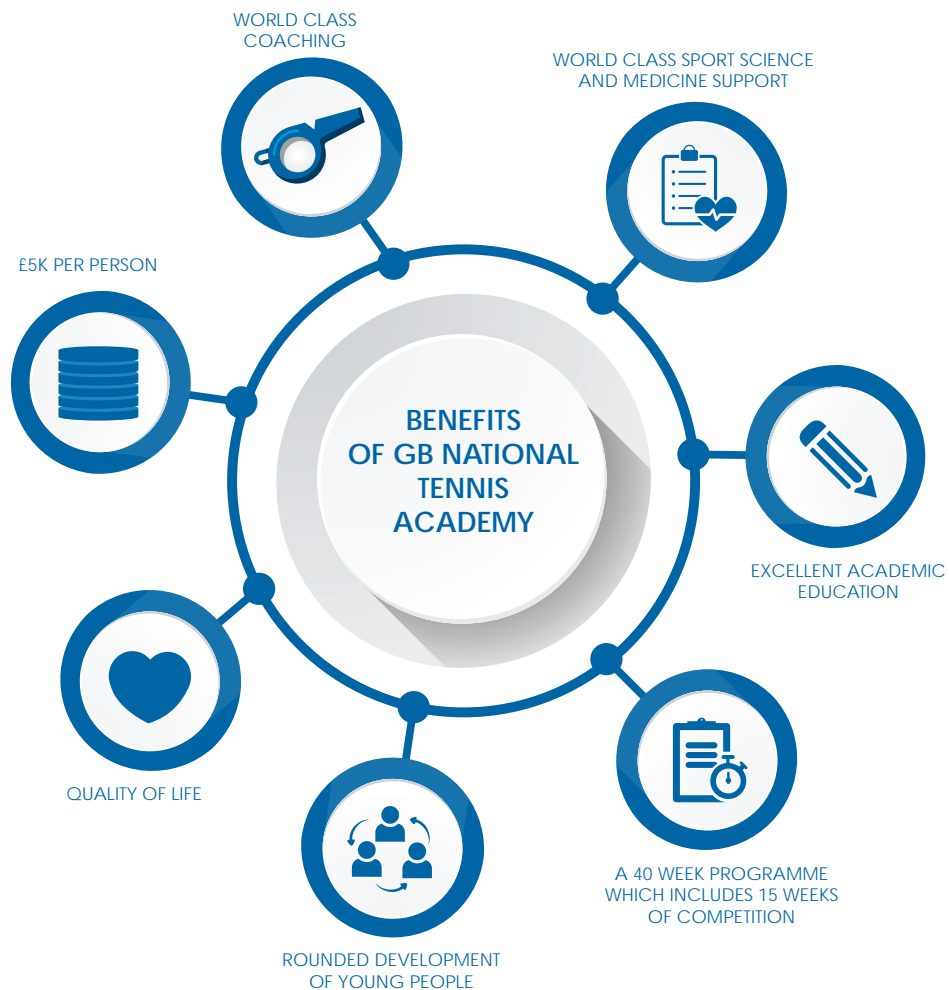 WORLD CLASS
COACHING
WORLD CLASS SPORT SCIENCE
AND MEDICINE SUPPORT
£5K PER PERSON
BENEFITS
OF GB NATIONAL
TENNIS
ACADEMY
EXCELLENT ACADEMIC
EDUCATION
QUALITY OF LIFE
A 40 WEEK PROGRAMME
WHICH INCLUDES 15 WEEKS
OF COMPETITION
ROUNDED DEVELOPMENT
OF YOUNG PEOPLE